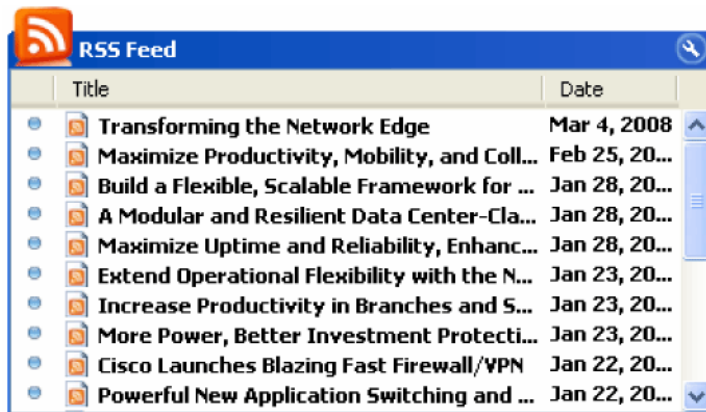 RSS Feed
Title Date
Transforming the Network Edge Mar 4, 2008
Maximize Productivity, Mobility, and Coll... Feb 25, 20...
Build a Flexible, Scalable Framework for ... Jan 28, 20...
A Modular and Resilient Data Center-Cla... Jan 28, 20...
Maximize Uptime and Reliability, Enhanc... Jan 28, 20...
Extend Operational Flexibility with the N... Jan 23, 20...
Increase Productivity in Branches and S... Jan 23, 20...
More Power, Better Investment Protecti... Jan 23, 20...
Cisco Launches Blazing Fast Firewall/VPN Jan 22, 20...
Powerful New Application Switching and ... Jan 22, 20...